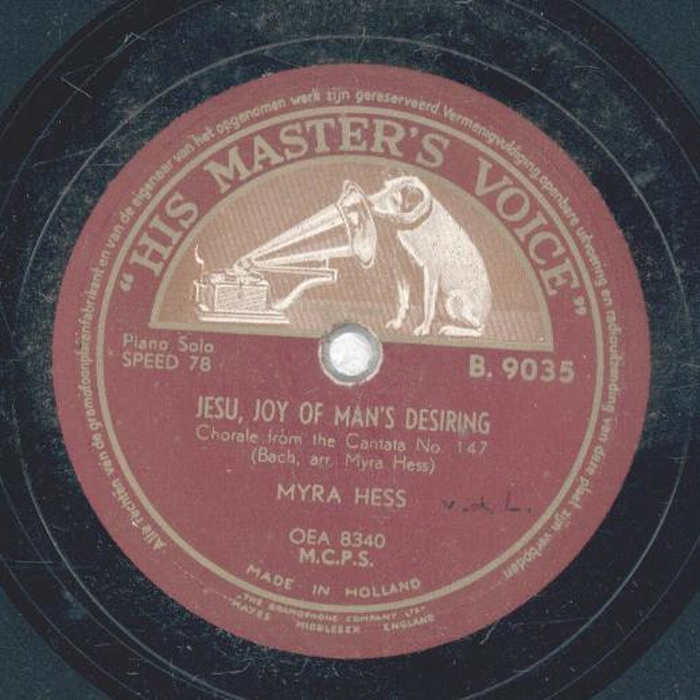 Alle rechten van de gramofoonplatenfabrikant en van de eigenaar van het opgenomen werk zijn gereserveerd. Vermenigvuldiging, openbare uitvoering en radiouitzending van deze plaat zijn verboden
"HIS MASTER'S VOICE"
Piano Solo
SPEED 78
B. 9035
JESU, JOY OF MAN'S DESIRING
Chorale from the Cantata No. 147
(Bach, arr. Myra Hess)
MYRA HESS
v.d.L.
OEA 8340
M.C.P.S.
MADE IN HOLLAND
THE GRAMOPHONE COMPANY LTD.
HAYES MIDDLESEX ENGLAND